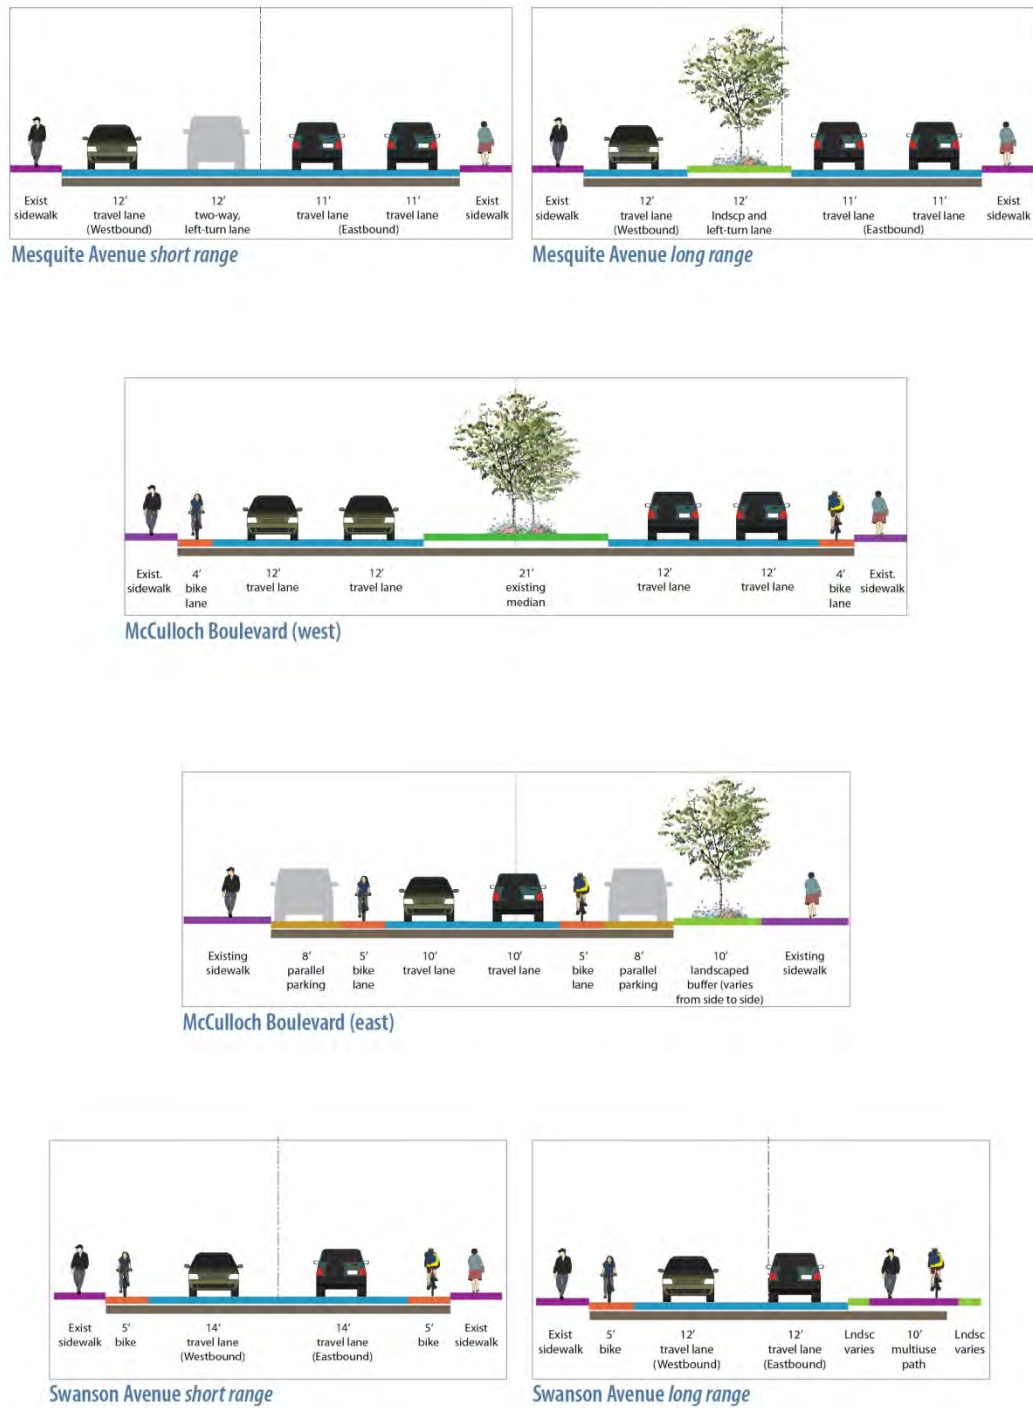 Exist
sidewalk
12'
travel lane
(Westbound)
12'
two-way,
left-turn lane
11'
travel lane
11'
travel lane
(Eastbound)
Exist
sidewalk
Mesquite Avenue short range
Exist
sidewalk
12'
travel lane
(Westbound)
12'
lndscp and
left-turn lane
11'
travel lane
11'
travel lane
(Eastbound)
Exist
sidewalk
Mesquite Avenue long range
Exist.
sidewalk
4'
bike
lane
12'
travel lane
12'
travel lane
21'
existing
median
12'
travel lane
12'
travel lane
4'
bike
lane
Exist.
sidewalk
McCulloch Boulevard (west)
Existing
sidewalk
8'
parallel
parking
5'
bike
lane
10'
travel lane
10'
travel lane
5'
bike
lane
8'
parallel
parking
10'
landscaped
buffer (varies
from side to side)
Existing
sidewalk
McCulloch Boulevard (east)
Exist
sidewalk
5'
bike
14'
travel lane
(Westbound)
14'
travel lane
(Eastbound)
5'
bike
Exist
sidewalk
Swanson Avenue short range
Exist
sidewalk
5'
bike
12'
travel lane
(Westbound)
12'
travel lane
(Eastbound)
Lndsc
varies
10'
multiuse
path
Lndsc
varies
Swanson Avenue long range